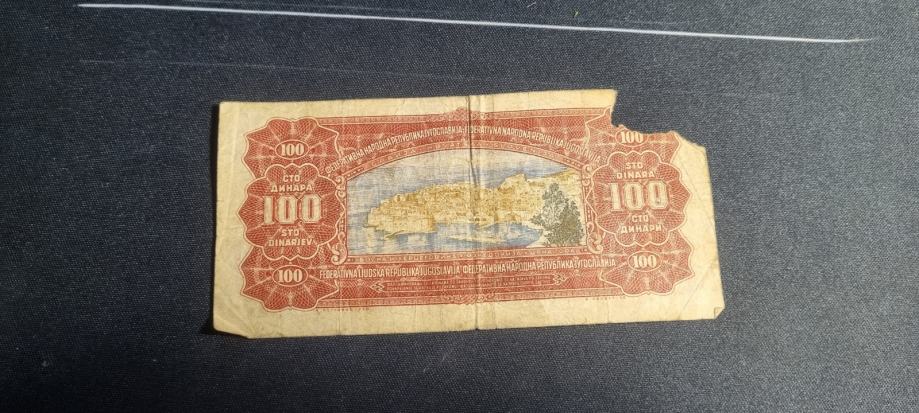 ФЕДЕРАТИВНА НАРОДНА РЕПУБЛИКА ЈУГОСЛАВИЈА · FEDERATIVNA NARODNA REPUBLIKA JUGOSLAVIJA
100
СТО
ДИНАРА
100
STO
DINARJEV
100
100
STO
DINARA
100
СТО
ДИНАРИ
100
FEDERATIVNA LJUDSKA REPUBLIKA JUGOSLAVIJA · ФЕДЕРАТИВНА НАРОДНА РЕПУБЛИКА ЈУГОСЛАВИЈА